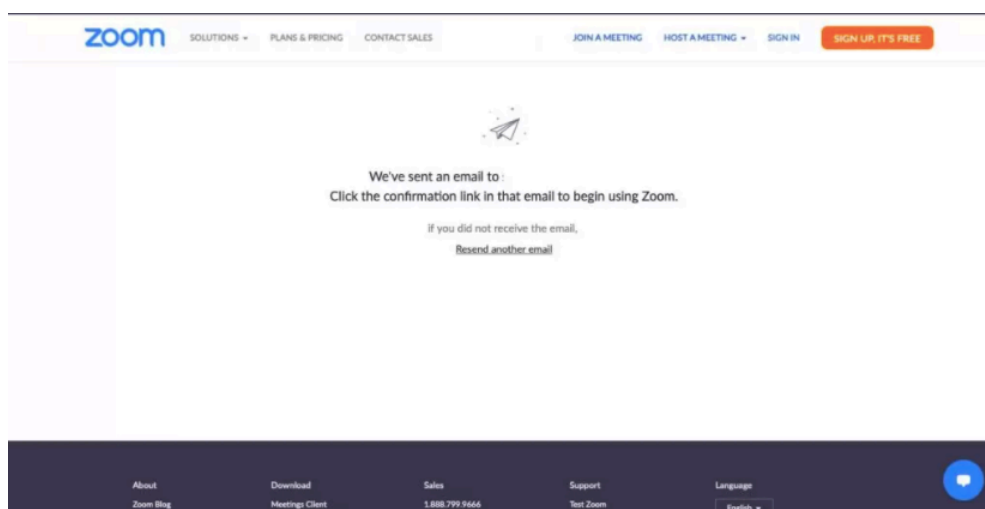 zoom SOLUTIONS PLANS & PRICING CONTACT SALES JOIN A MEETING HOST A MEETING SIGN IN SIGN UP, IT'S FREE
We've sent an email to
Click the confirmation link in that email to begin using Zoom.
if you did not receive the email,
Resend another email
About Download Sales Support Language
Zoom Blog Meetings Client 1.888.799.9666 Test Zoom English